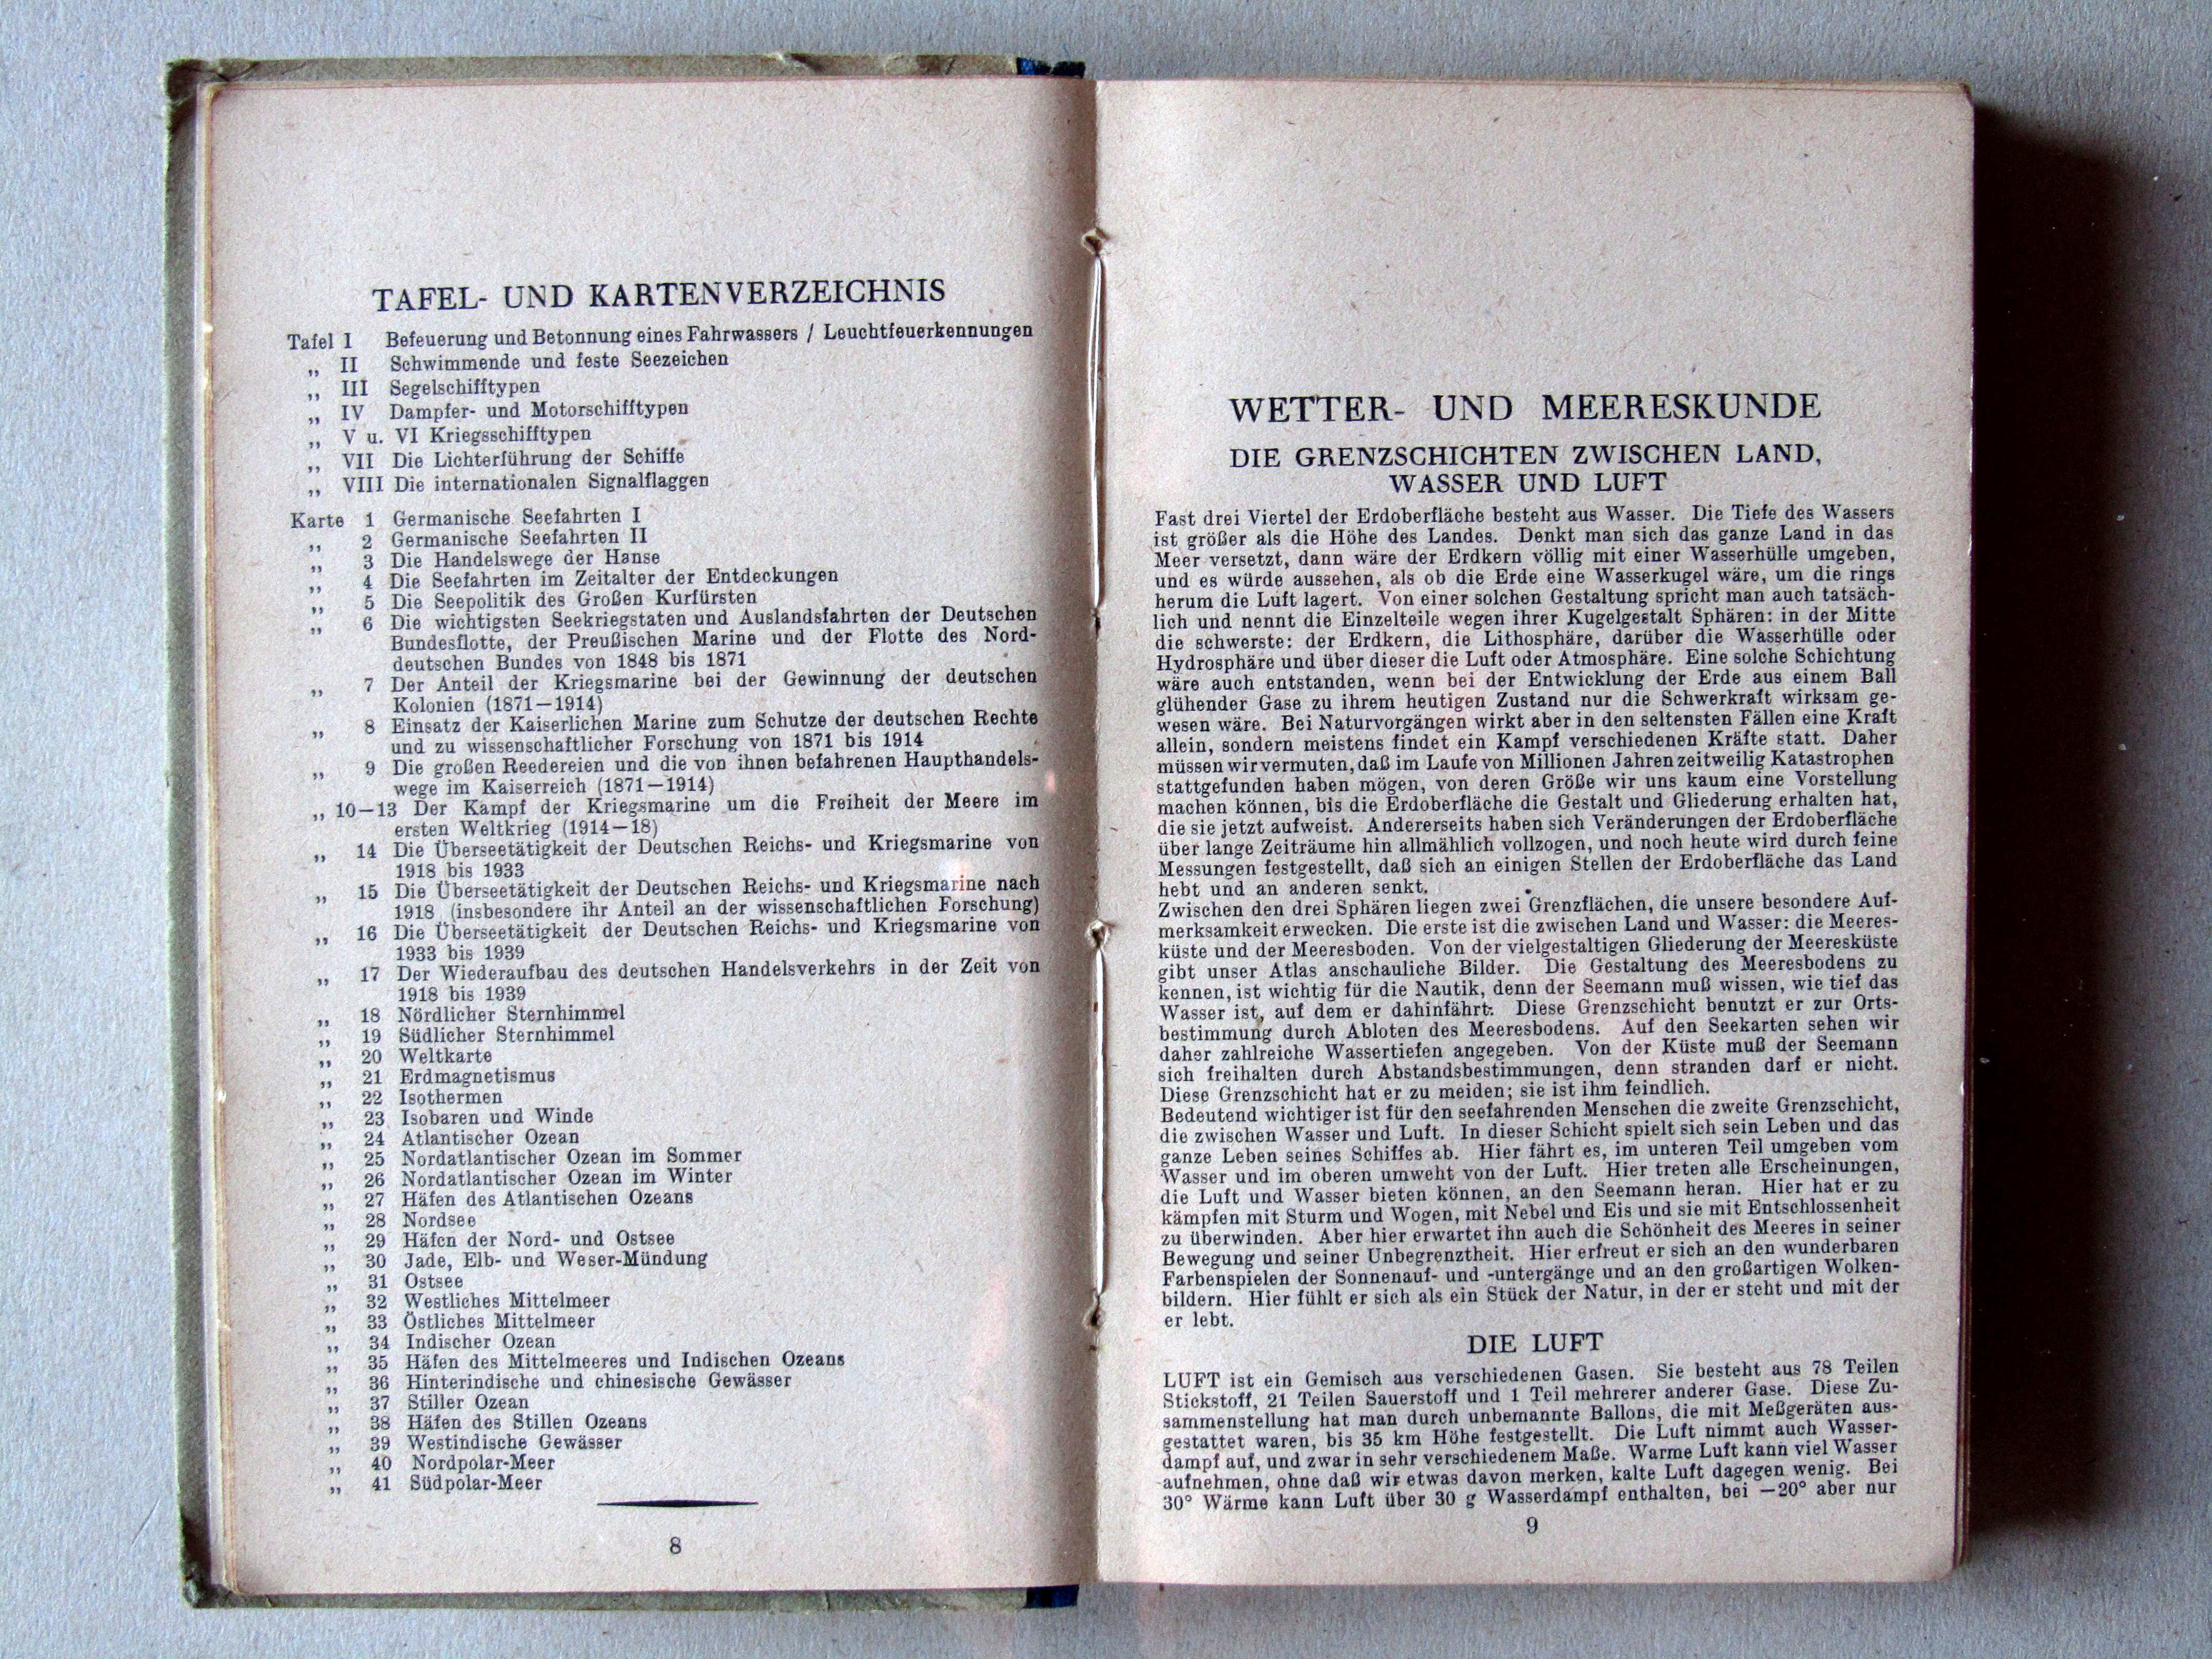 TAFEL- UND KARTENVERZEICHNIS
Tafel I Befeuerung und Betonnung eines Fahrwassers / Leuchtfeuerkennungen
„ II Schwimmende und feste Seezeichen
„ III Segelschifftypen
„ IV Dampfer- und Motorschifftypen
„ V u. VI Kriegsschifftypen
„ VII Die Lichterführung der Schiffe
„ VIII Die internationalen Signalflaggen
Karte 1 Germanische Seefahrten I
„ 2 Germanische Seefahrten II
„ 3 Die Handelswege der Hanse
„ 4 Die Seefahrten im Zeitalter der Entdeckungen
„ 5 Die Seepolitik des Großen Kurfürsten
„ 6 Die wichtigsten Seekriegstaten und Auslandsfahrten der Deutschen
Bundesflotte, der Preußischen Marine und der Flotte des Nord-
deutschen Bundes von 1848 bis 1871
„ 7 Der Anteil der Kriegsmarine bei der Gewinnung der deutschen
Kolonien (1871—1914)
„ 8 Einsatz der Kaiserlichen Marine zum Schutze der deutschen Rechte
und zu wissenschaftlicher Forschung von 1871 bis 1914
„ 9 Die großen Reedereien und die von ihnen befahrenen Haupthandels-
wege im Kaiserreich (1871—1914)
„ 10—13 Der Kampf der Kriegsmarine um die Freiheit der Meere im
ersten Weltkrieg (1914—18)
„ 14 Die Überseetätigkeit der Deutschen Reichs- und Kriegsmarine von
1918 bis 1933
„ 15 Die Überseetätigkeit der Deutschen Reichs- und Kriegsmarine nach
1918 (insbesondere ihr Anteil an der wissenschaftlichen Forschung)
„ 16 Die Überseetätigkeit der Deutschen Reichs- und Kriegsmarine von
1933 bis 1939
„ 17 Der Wiederaufbau des deutschen Handelsverkehrs in der Zeit von
1918 bis 1939
„ 18 Nördlicher Sternhimmel
„ 19 Südlicher Sternhimmel
„ 20 Weltkarte
„ 21 Erdmagnetismus
„ 22 Isothermen
„ 23 Isobaren und Winde
„ 24 Atlantischer Ozean
„ 25 Nordatlantischer Ozean im Sommer
„ 26 Nordatlantischer Ozean im Winter
„ 27 Häfen des Atlantischen Ozeans
„ 28 Nordsee
„ 29 Häfen der Nord- und Ostsee
„ 30 Jade, Elb- und Weser-Mündung
„ 31 Ostsee
„ 32 Westliches Mittelmeer
„ 33 Östliches Mittelmeer
„ 34 Indischer Ozean
„ 35 Häfen des Mittelmeeres und Indischen Ozeans
„ 36 Hinterindische und chinesische Gewässer
„ 37 Stiller Ozean
„ 38 Häfen des Stillen Ozeans
„ 39 Westindische Gewässer
„ 40 Nordpolar-Meer
„ 41 Südpolar-Meer
8
WETTER- UND MEERESKUNDE
DIE GRENZSCHICHTEN ZWISCHEN LAND,
WASSER UND LUFT
Fast drei Viertel der Erdoberfläche besteht aus Wasser. Die Tiefe des Wassers
ist größer als die Höhe des Landes. Denkt man sich das ganze Land in das
Meer versetzt, dann wäre der Erdkern völlig mit einer Wasserhülle umgeben,
und es würde aussehen, als ob die Erde eine Wasserkugel wäre, um die rings
herum die Luft lagert. Von einer solchen Gestaltung spricht man auch tatsäch-
lich und nennt die Einzelteile wegen ihrer Kugelgestalt Sphären: in der Mitte
die schwerste: der Erdkern, die Lithosphäre, darüber die Wasserhülle oder
Hydrosphäre und über dieser die Luft oder Atmosphäre. Eine solche Schichtung
wäre auch entstanden, wenn bei der Entwicklung der Erde aus einem Ball
glühender Gase zu ihrem heutigen Zustand nur die Schwerkraft wirksam ge-
wesen wäre. Bei Naturvorgängen wirkt aber in den seltensten Fällen eine Kraft
allein, sondern meistens findet ein Kampf verschiedenen Kräfte statt. Daher
müssen wir vermuten, daß im Laufe von Millionen Jahren zeitweilig Katastrophen
stattgefunden haben mögen, von deren Größe wir uns kaum eine Vorstellung
machen können, bis die Erdoberfläche die Gestalt und Gliederung erhalten hat,
die sie jetzt aufweist. Andererseits haben sich Veränderungen der Erdoberfläche
über lange Zeiträume hin allmählich vollzogen, und noch heute wird durch feine
Messungen festgestellt, daß sich an einigen Stellen der Erdoberfläche das Land
hebt und an anderen senkt.
Zwischen den drei Sphären liegen zwei Grenzflächen, die unsere besondere Auf-
merksamkeit erwecken. Die erste ist die zwischen Land und Wasser: die Meeres-
küste und der Meeresboden. Von der vielgestaltigen Gliederung der Meeresküste
gibt unser Atlas anschauliche Bilder. Die Gestaltung des Meeresbodens zu
kennen, ist wichtig für die Nautik, denn der Seemann muß wissen, wie tief das
Wasser ist, auf dem er dahinfährt. Diese Grenzschicht benutzt er zur Orts-
bestimmung durch Abloten des Meeresbodens. Auf den Seekarten sehen wir
daher zahlreiche Wassertiefen angegeben. Von der Küste muß der Seemann
sich freihalten durch Abstandsbestimmungen, denn stranden darf er nicht.
Diese Grenzschicht hat er zu meiden; sie ist ihm feindlich.
Bedeutend wichtiger ist für den seefahrenden Menschen die zweite Grenzschicht,
die zwischen Wasser und Luft. In dieser Schicht spielt sich sein Leben und das
ganze Leben seines Schiffes ab. Hier fährt es, im unteren Teil umgeben vom
Wasser und im oberen umweht von der Luft. Hier treten alle Erscheinungen,
die Luft und Wasser bieten können, an den Seemann heran. Hier hat er zu
kämpfen mit Sturm und Wogen, mit Nebel und Eis und sie mit Entschlossenheit
zu überwinden. Aber hier erwartet ihn auch die Schönheit des Meeres in seiner
Bewegung und seiner Unbegrenztheit. Hier erfreut er sich an den wunderbaren
Farbenspielen der Sonnenauf- und -untergänge und an den großartigen Wolken-
bildern. Hier fühlt er sich als ein Stück der Natur, in der er steht und mit der
er lebt.
DIE LUFT
LUFT ist ein Gemisch aus verschiedenen Gasen. Sie besteht aus 78 Teilen
Stickstoff, 21 Teilen Sauerstoff und 1 Teil mehrerer anderer Gase. Diese Zu-
sammenstellung hat man durch unbemannte Ballons, die mit Meßgeräten aus-
gestattet waren, bis 35 km Höhe festgestellt. Die Luft nimmt auch Wasser-
dampf auf, und zwar in sehr verschiedenem Maße. Warme Luft kann viel Wasser
aufnehmen, ohne daß wir etwas davon merken, kalte Luft dagegen wenig. Bei
30° Wärme kann Luft über 30 g Wasserdampf enthalten, bei —20° aber nur
9